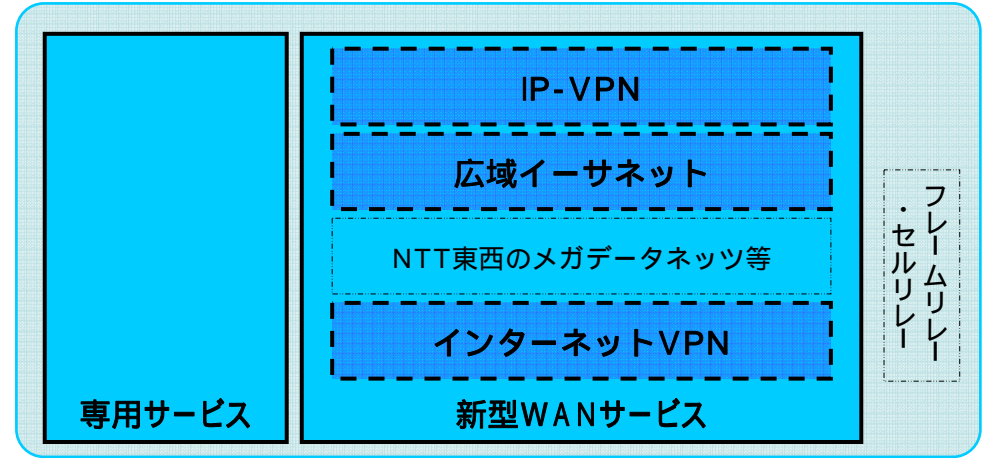 専用サービス
IP-VPN
広域イーサネット
NTT東西のメガデータネッツ等
インターネットVPN
新型WANサービス
フレームリレー
・セルリレー